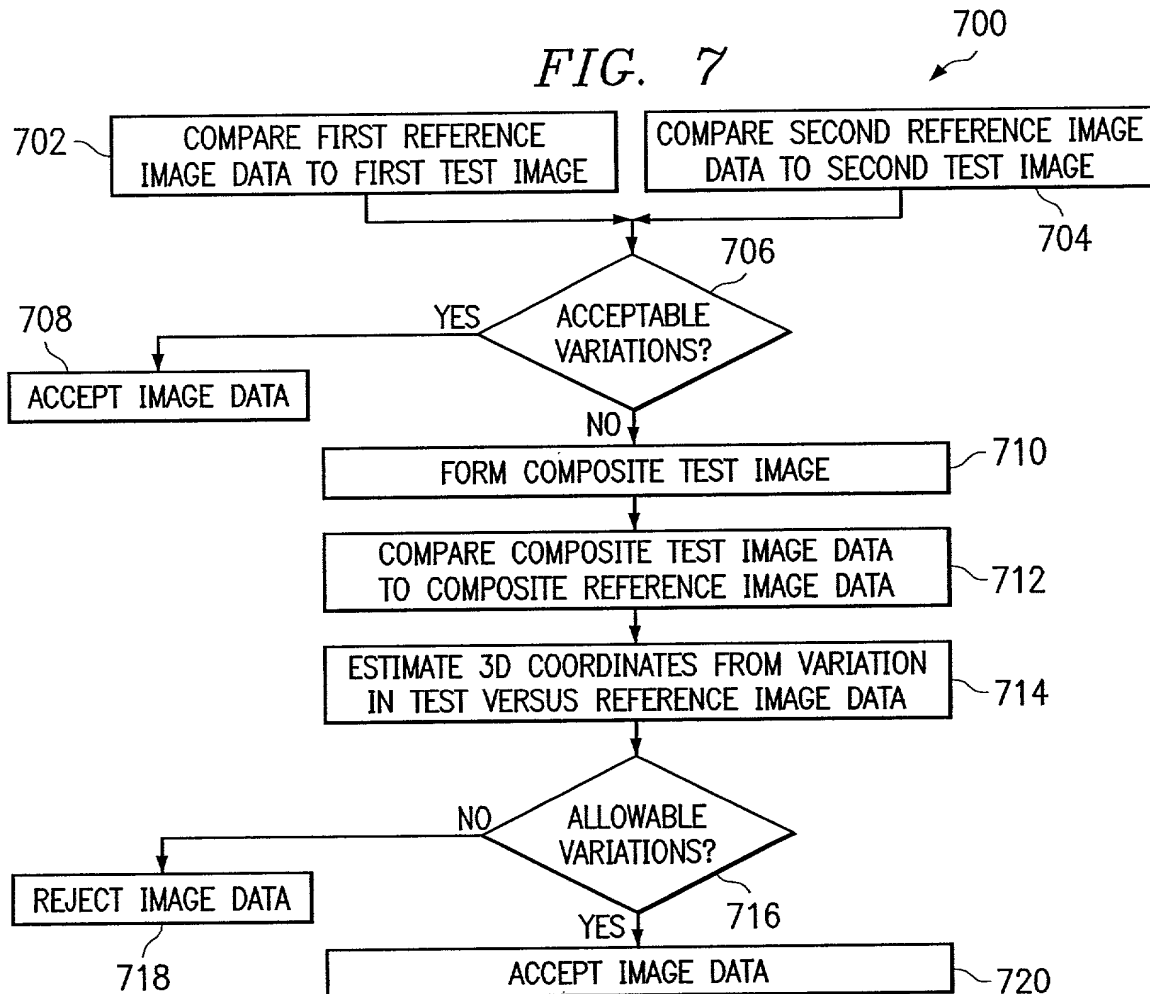 700
FIG. 7
702
COMPARE FIRST REFERENCE
IMAGE DATA TO FIRST TEST IMAGE
COMPARE SECOND REFERENCE IMAGE
DATA TO SECOND TEST IMAGE
704
706
ACCEPTABLE
VARIATIONS?
YES
708
ACCEPT IMAGE DATA
NO
FORM COMPOSITE TEST IMAGE
710
COMPARE COMPOSITE TEST IMAGE DATA
TO COMPOSITE REFERENCE IMAGE DATA
712
ESTIMATE 3D COORDINATES FROM VARIATION
IN TEST VERSUS REFERENCE IMAGE DATA
714
NO
ALLOWABLE
VARIATIONS?
716
REJECT IMAGE DATA
718
YES
ACCEPT IMAGE DATA
720